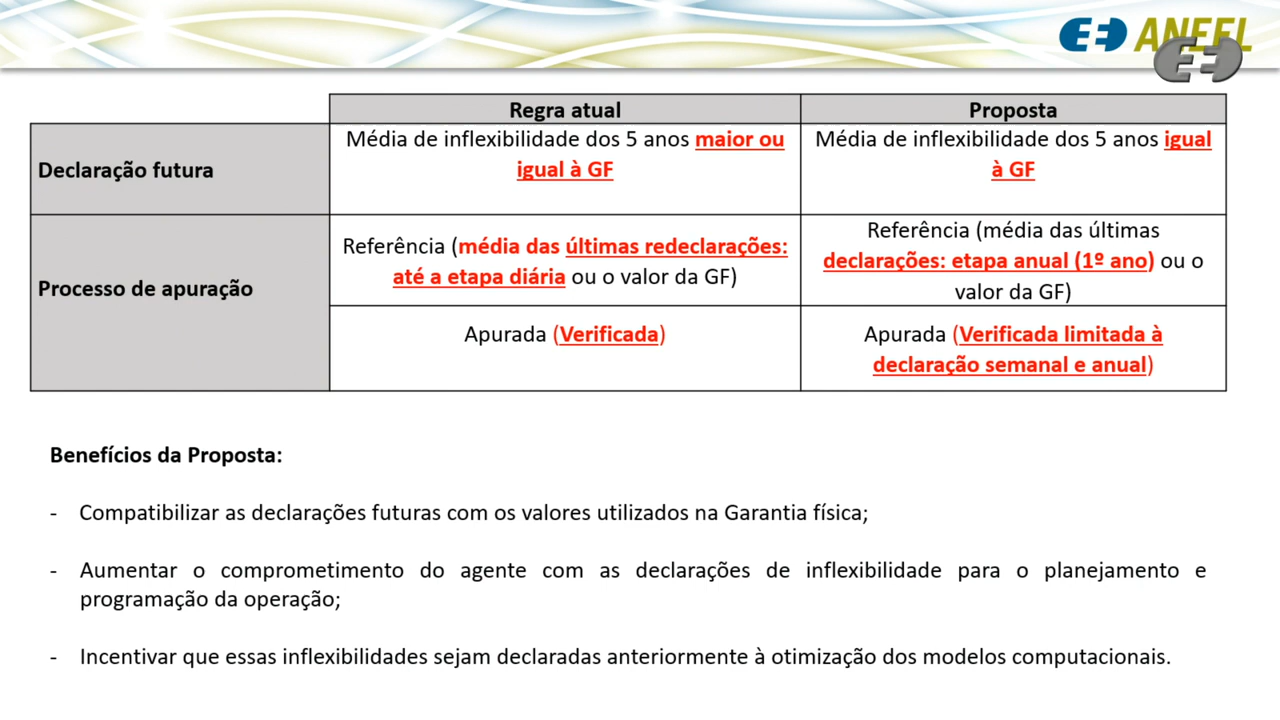 ANEEL
Regra atual
Proposta
Declaração futura
Média de inflexibilidade dos 5 anos maior ou
igual à GF
Média de inflexibilidade dos 5 anos igual
à GF
Processo de apuração
Referência (média das últimas redeclarações:
até a etapa diária ou o valor da GF)
Referência (média das últimas
declarações: etapa anual (1º ano) ou o
valor da GF)
Apurada (Verificada)
Apurada (Verificada limitada à
declaração semanal e anual)
Benefícios da Proposta:
- Compatibilizar as declarações futuras com os valores utilizados na Garantia física;
- Aumentar o comprometimento do agente com as declarações de inflexibilidade para o planejamento e
programação da operação;
- Incentivar que essas inflexibilidades sejam declaradas anteriormente à otimização dos modelos computacionais.